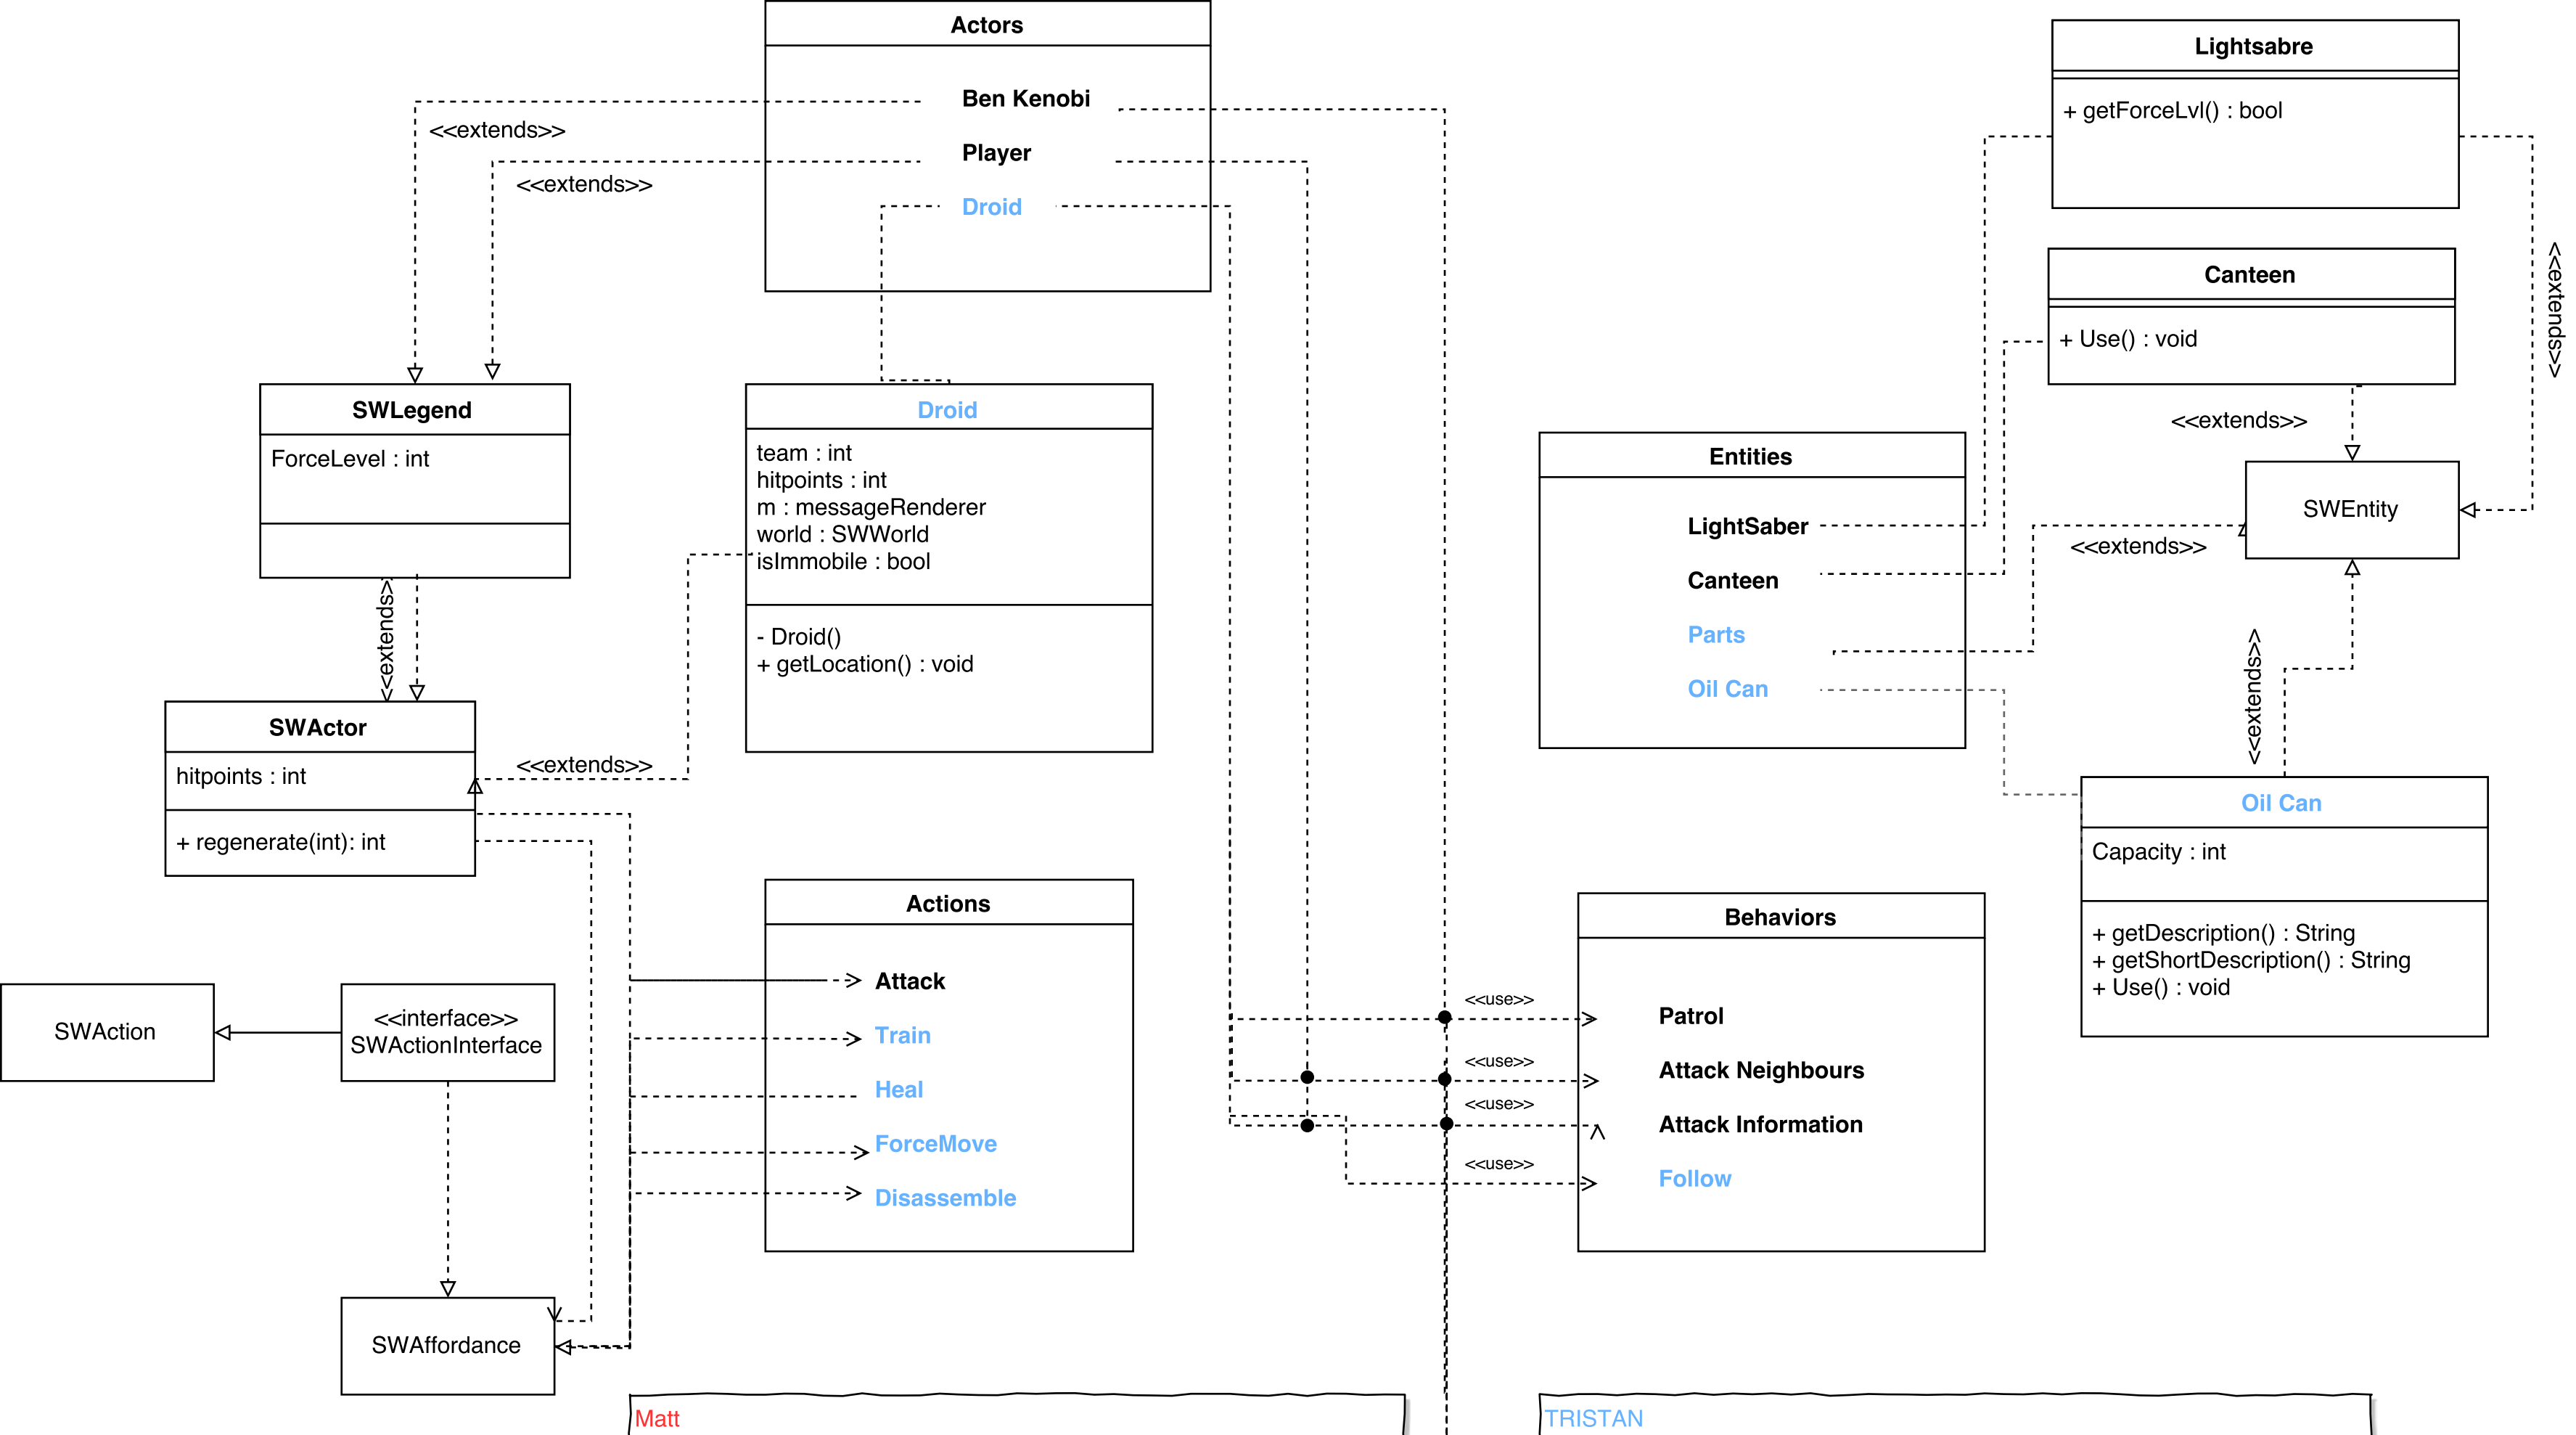 Actors
Ben Kenobi
Player
Droid
<<extends>>
<<extends>>
Lightsabre
+ getForceLvl() : bool
Canteen
+ Use() : void
<<extends>>
<<extends>>
SWLegend
ForceLevel : int
<<extends>>
Droid
team : int
hitpoints : int
m : messageRenderer
world : SWWorld
isImmobile : bool
- Droid()
+ getLocation() : void
Entities
LightSaber
Canteen
Parts
Oil Can
SWEntity
<<extends>>
<<extends>>
SWActor
hitpoints : int
+ regenerate(int): int
<<extends>>
Oil Can
Capacity : int
+ getDescription() : String
+ getShortDescription() : String
+ Use() : void
Actions
Attack
Train
Heal
ForceMove
Disassemble
Behaviors
Patrol
Attack Neighbours
Attack Information
Follow
<<use>>
<<use>>
<<use>>
<<use>>
SWAction
<<interface>>
SWActionInterface
SWAffordance
Matt
TRISTAN